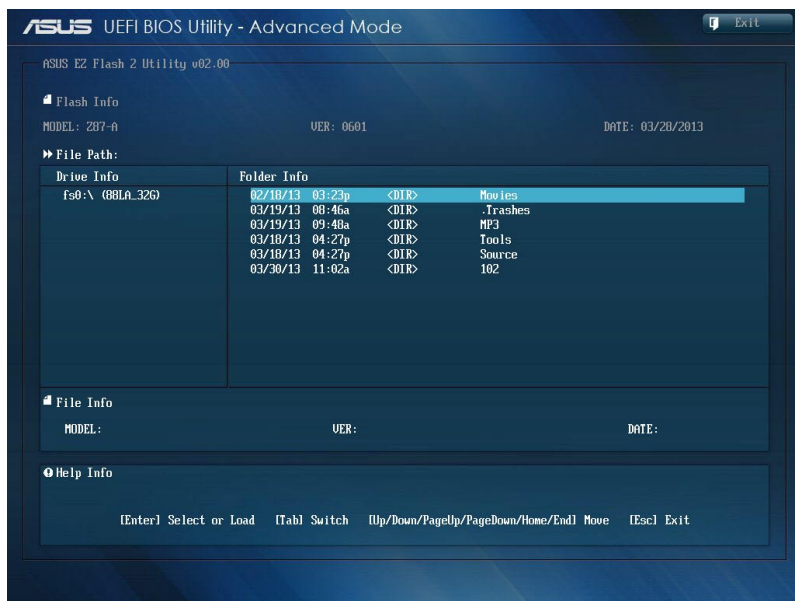 ASUS UEFI BIOS Utility - Advanced Mode
Exit
ASUS EZ Flash 2 Utility v02.00
Flash Info
MODEL: Z87-A VER: 0601 DATE: 03/28/2013
File Path:
Drive Info Folder Info
fs0:\ (88LA_32G) 02/18/13 03:23p <DIR> Movies
03/19/13 08:46a <DIR> .Trashes
03/19/13 09:48a <DIR> MP3
03/18/13 04:27p <DIR> Tools
03/18/13 04:27p <DIR> Source
03/30/13 11:02a <DIR> 102
File Info
MODEL: VER: DATE:
Help Info
[Enter] Select or Load [Tab] Switch [Up/Down/PageUp/PageDown/Home/End] Move [Esc] Exit